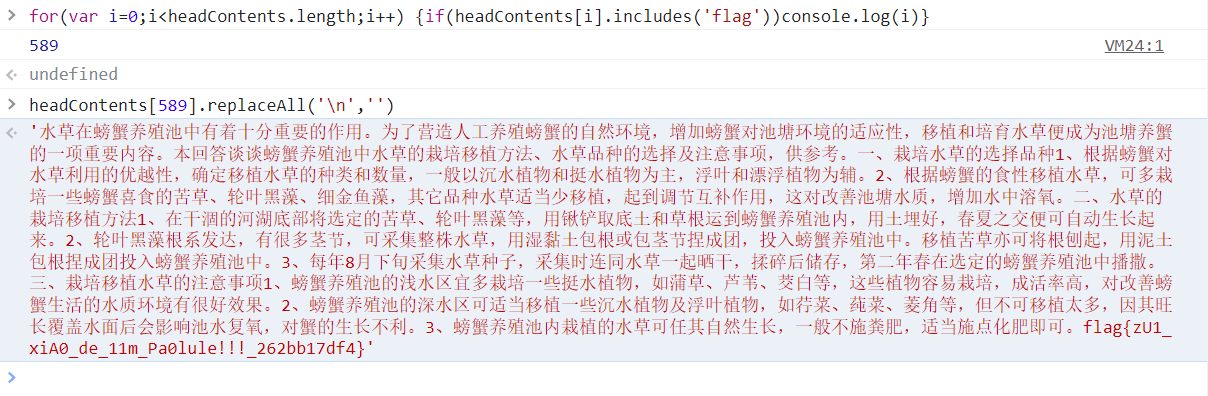 for(var i=0;i<headContents.length;i++) {if(headContents[i].includes('flag'))console.log(i)}
589 VM24:1
undefined
headContents[589].replaceAll('\n','')
'水草在螃蟹养殖池中有着十分重要的作用。为了营造人工养殖螃蟹的自然环境，增加螃蟹对池塘环境的适应性，移植和培育水草便成为池塘养蟹
的一项重要内容。本回答谈谈螃蟹养殖池中水草的栽培移植方法、水草品种的选择及注意事项，供参考。一、栽培水草的选择品种1、根据螃蟹对
水草利用的优越性，确定移植水草的种类和数量，一般以沉水植物和挺水植物为主，浮叶和漂浮植物为辅。2、根据螃蟹的食性移植水草，可多栽
培一些螃蟹喜食的苦草、轮叶黑藻、细金鱼藻，其它品种水草适当少移植，起到调节互补作用，这对改善池塘水质，增加水中溶氧。二、水草的
栽培移植方法1、在干涸的河湖底部将选定的苦草、轮叶黑藻等，用锹铲取底土和草根运到螃蟹养殖池内，用土埋好，春夏之交便可自动生长起
来。2、轮叶黑藻根系发达，有很多茎节，可采集整株水草，用湿黏土包根或包茎节捏成团，投入螃蟹养殖池中。移植苦草亦可将根刨起，用泥土
包根捏成团投入螃蟹养殖池中。3、每年8月下旬采集水草种子，采集时连同水草一起晒干，揉碎后储存，第二年春在选定的螃蟹养殖池中播撒。
三、栽培移植水草的注意事项1、螃蟹养殖池的浅水区宜多栽培一些挺水植物，如蒲草、芦苇、茭白等，这些植物容易栽培，成活率高，对改善螃
蟹生活的水质环境有很好效果。2、螃蟹养殖池的深水区可适当移植一些沉水植物及浮叶植物，如荇菜、莼菜、菱角等，但不可移植太多，因其旺
长覆盖水面后会影响池水复氧，对蟹的生长不利。3、螃蟹养殖池内栽植的水草可任其自然生长，一般不施粪肥，适当施点化肥即可。flag{zU1_
xiA0_de_11m_Pa0lule!!!_262bb17df4}'